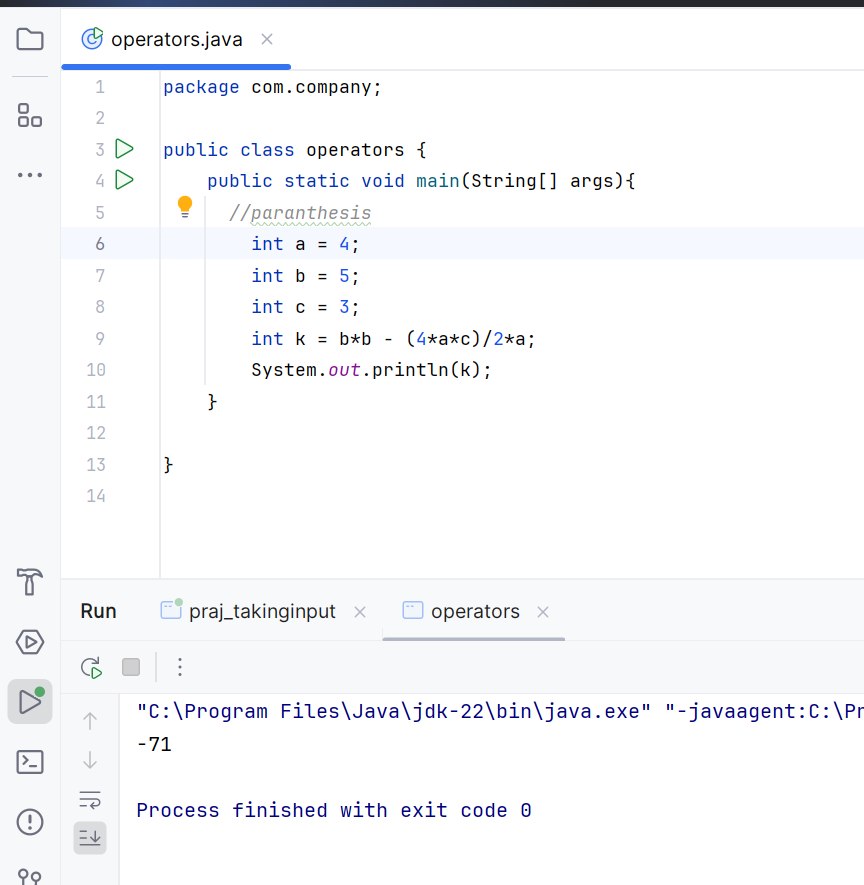 operators.java
1 package com.company;
2
3 public class operators {
4 public static void main(String[] args){
5 //paranthesis
6 int a = 4;
7 int b = 5;
8 int c = 3;
9 int k = b*b - (4*a*c)/2*a;
10 System.out.println(k);
11 }
12
13 }
14
Run praj_takinginput operators
"C:\Program Files\Java\jdk-22\bin\java.exe" "-javaagent:C:\Pr
-71
Process finished with exit code 0